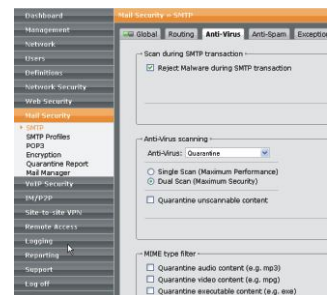 Dashboard
Management
Network
Users
Definitions
Network Security
Web Security
Mail Security
SMTP
SMTP Profiles
POP3
Encryption
Quarantine Report
Mail Manager
VoIP Security
IM/P2P
Site-to-site VPN
Remote Access
Logging
Reporting
Support
Log off
Mail Security » SMTP
Global Routing Anti-Virus Anti-Spam Exception
Scan during SMTP transaction
Reject Malware during SMTP transaction
Anti-Virus scanning
Anti-Virus: Quarantine
Single Scan (Maximum Performance)
Dual Scan (Maximum Security)
Quarantine unscannable content
MIME type filter
Quarantine audio content (e.g. mp3)
Quarantine video content (e.g. mpg)
Quarantine executable content (e.g. exe)